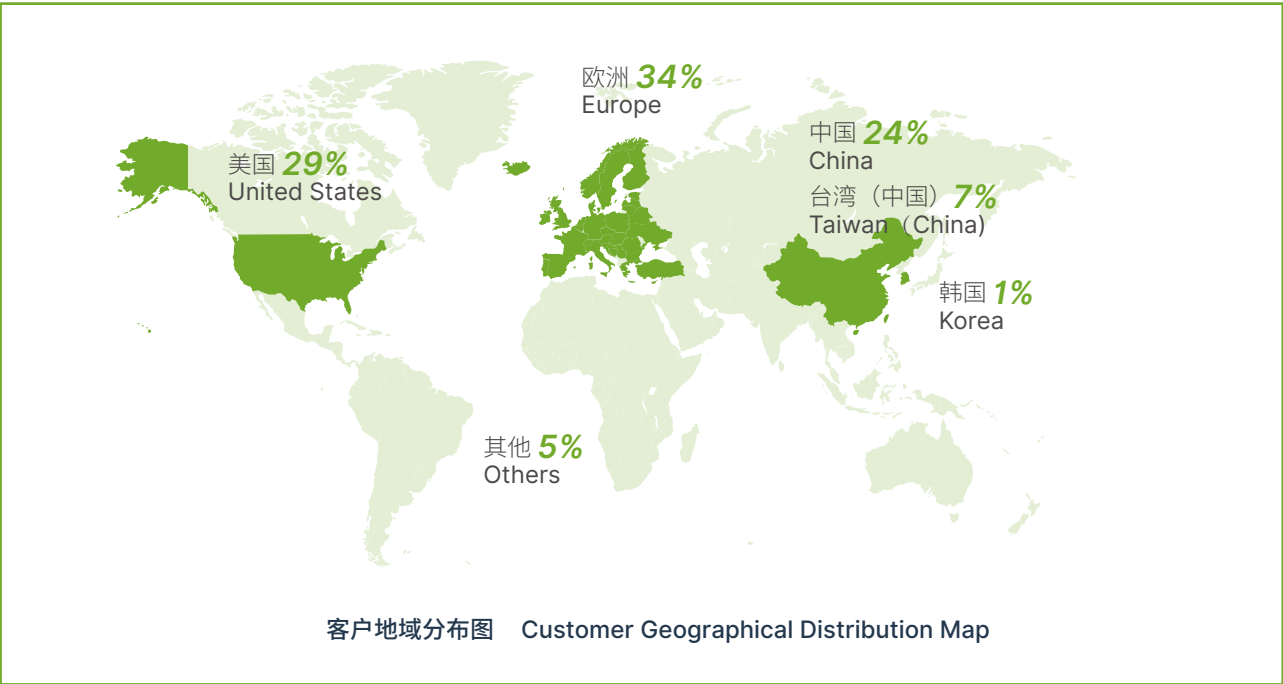 欧洲 34%
Europe
中国 24%
China
美国 29%
United States
台湾（中国） 7%
Taiwan（China)
韩国 1%
Korea
其他 5%
Others
客户地域分布图 Customer Geographical Distribution Map